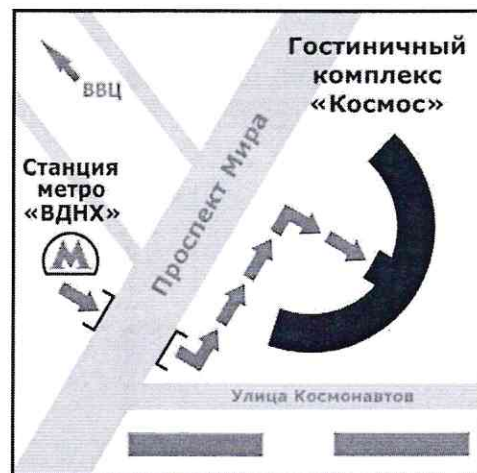 Гостиничный
комплекс
«Космос»
ВВЦ
Станция
метро
«ВДНХ»
М
Проспект Мира
Улица Космонавтов